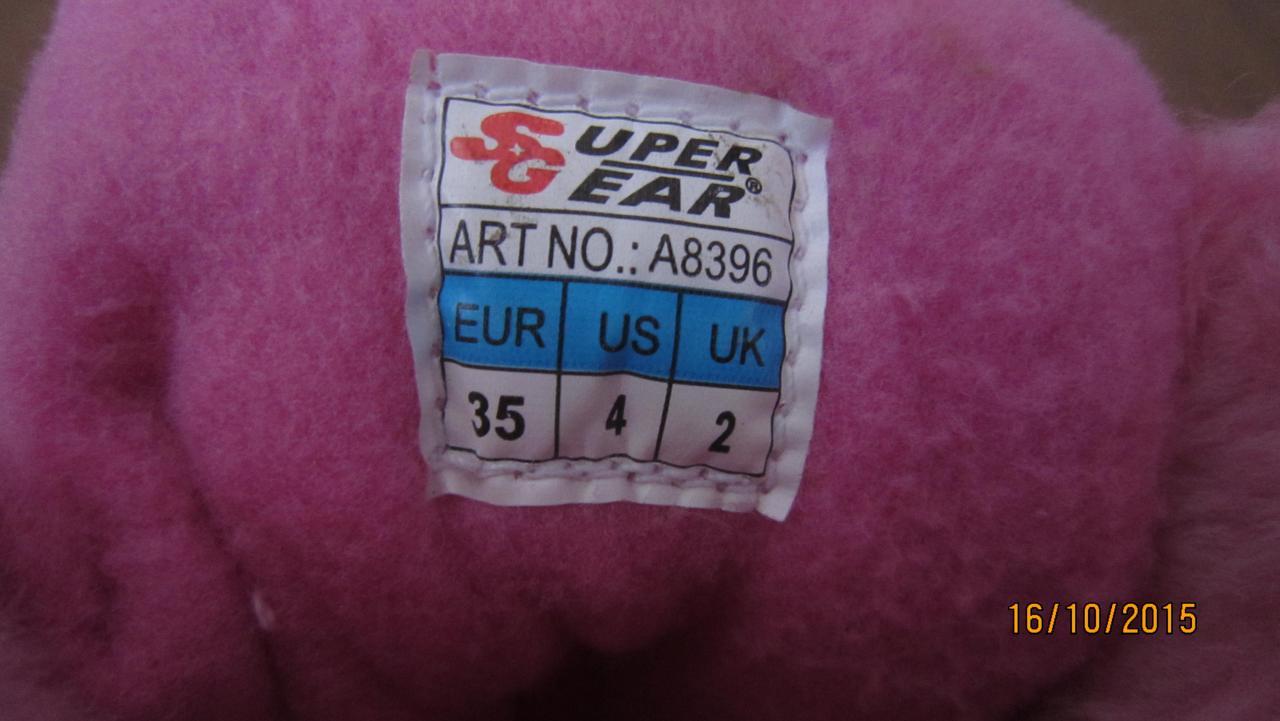 SUPER
GEAR®
ART NO.: A8396
EUR US UK
35 4 2
16/10/2015